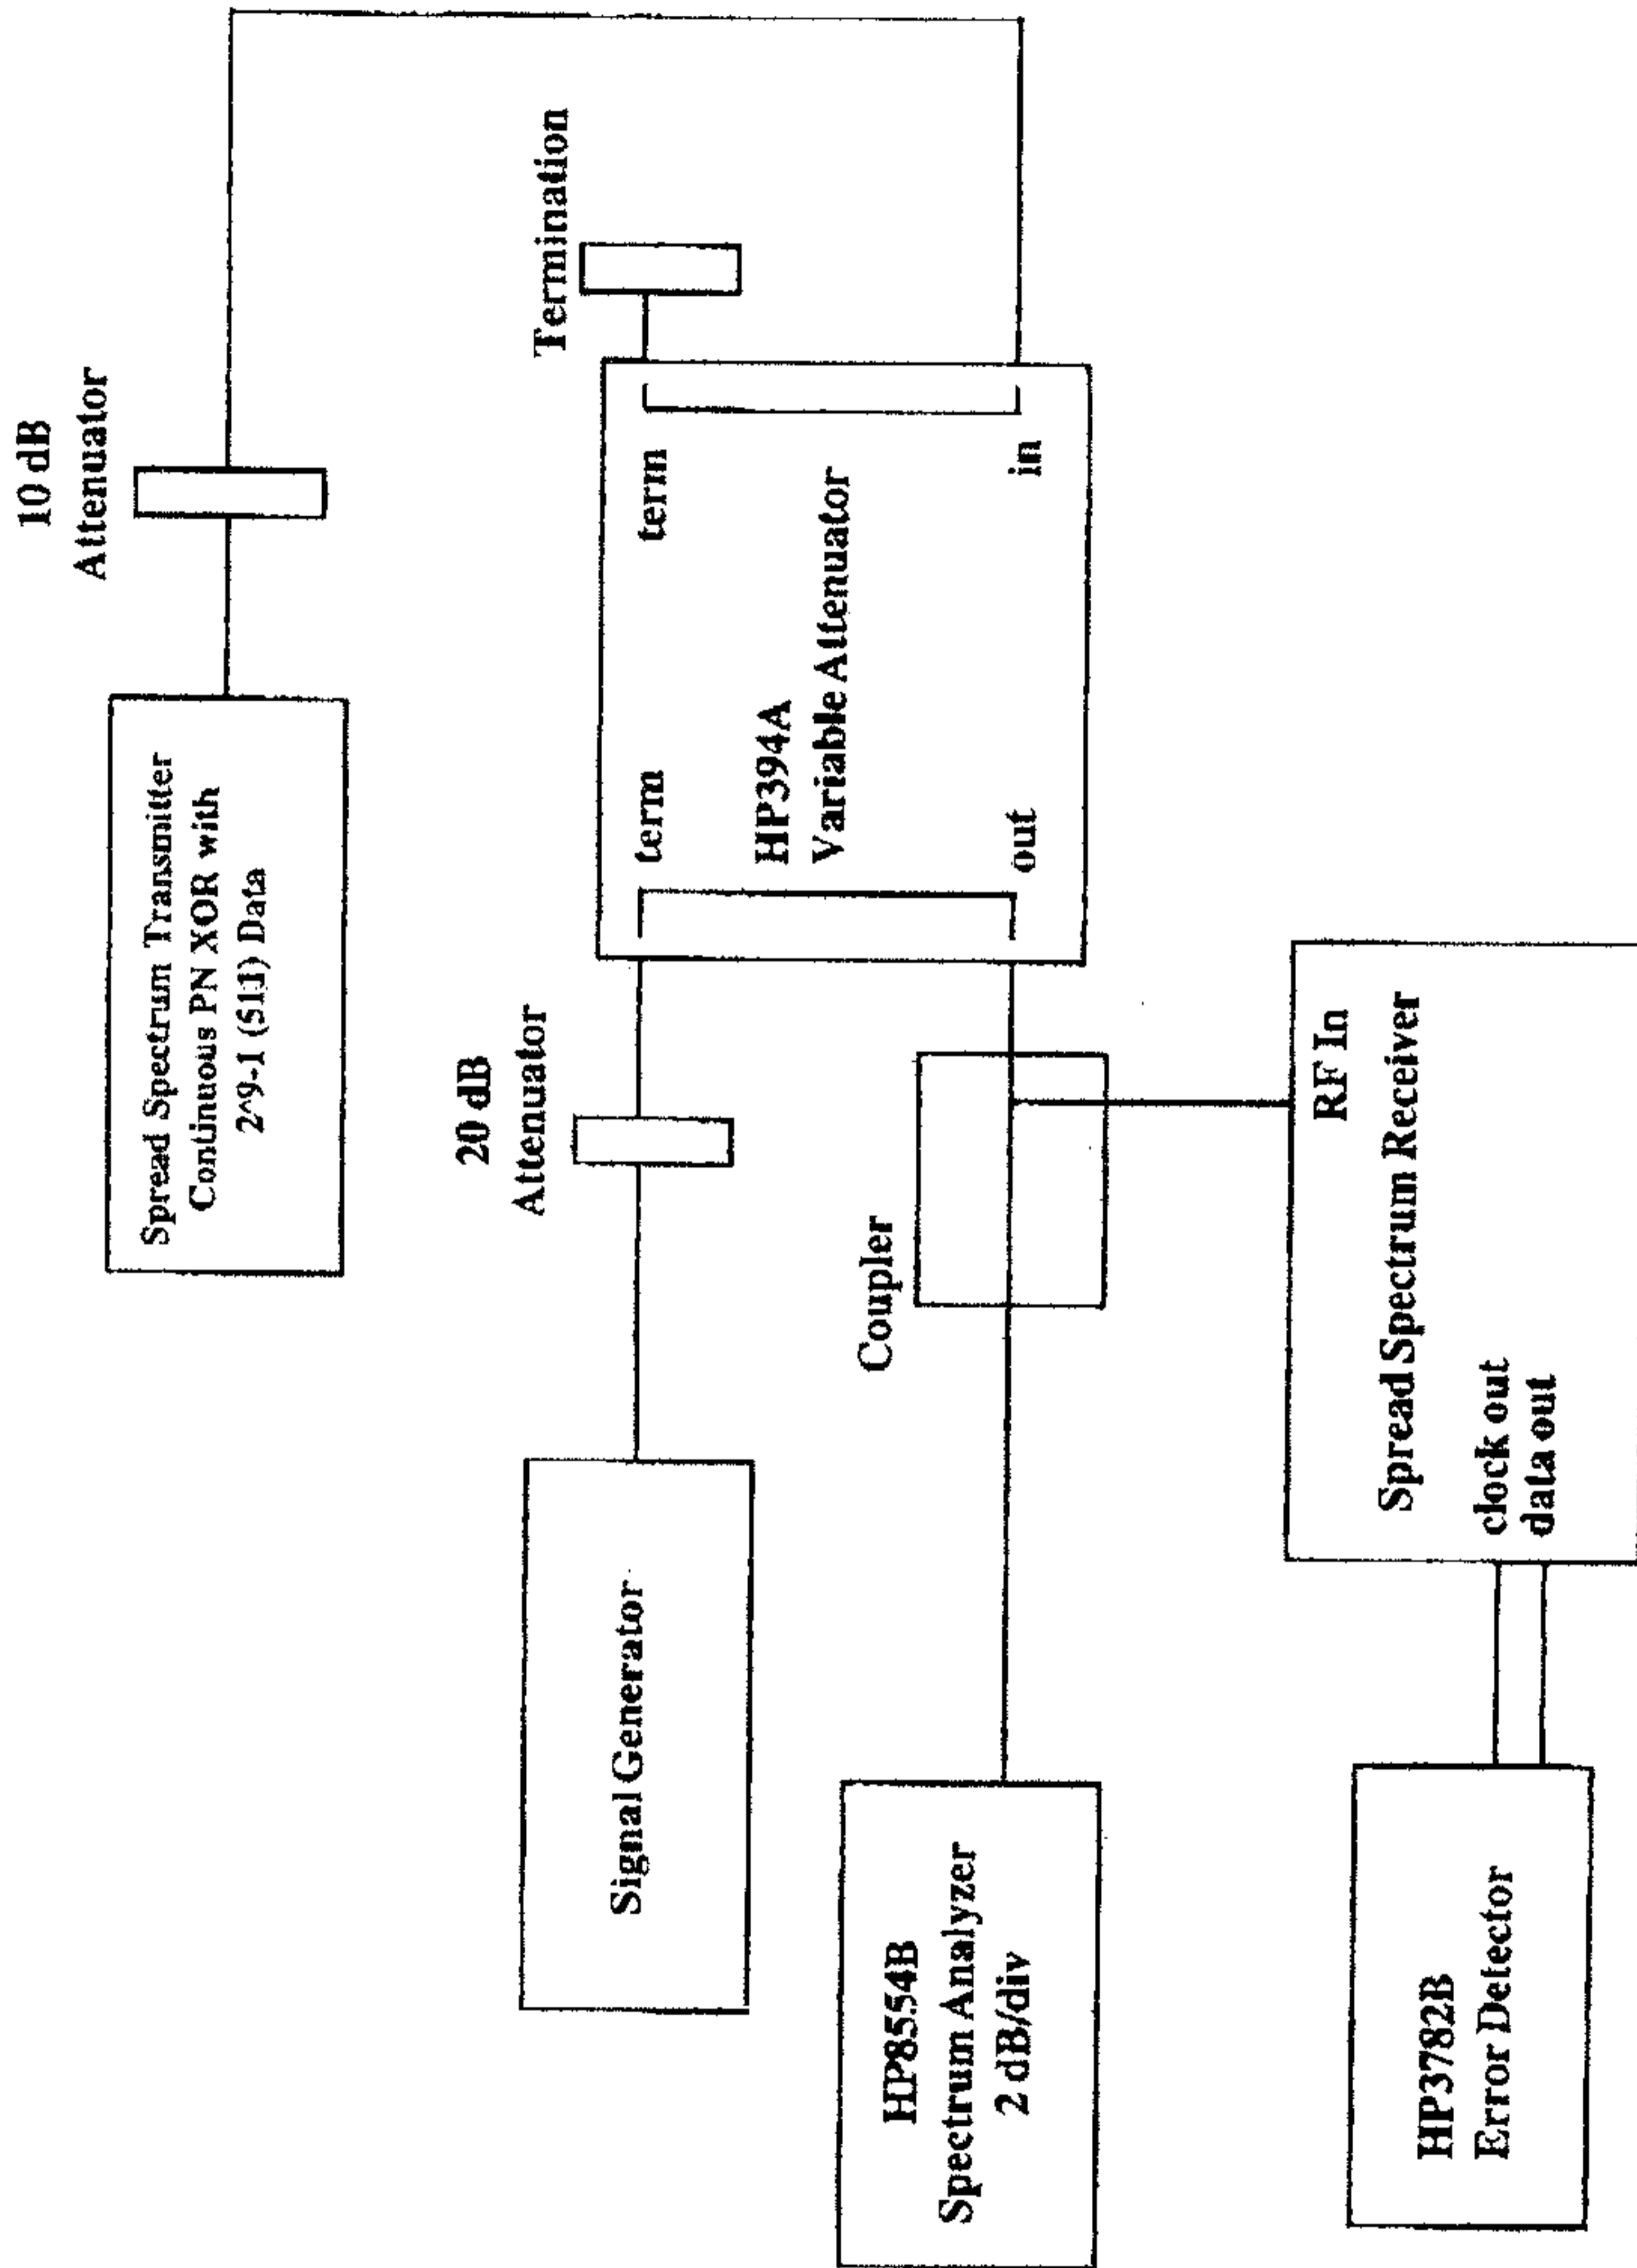 10 dB
Attenuator
Spread Spectrum Transmitter
Continuous PN XOR with
2^9-1 (511) Data
Termination
20 dB
Attenuator
term
term
HP394A
Variable Attenuator
out
in
Signal Generator
Coupler
HP8554B
Spectrum Analyzer
2 dB/div
RF In
Spread Spectrum Receiver
clock out
data out
HP3782B
Error Detector